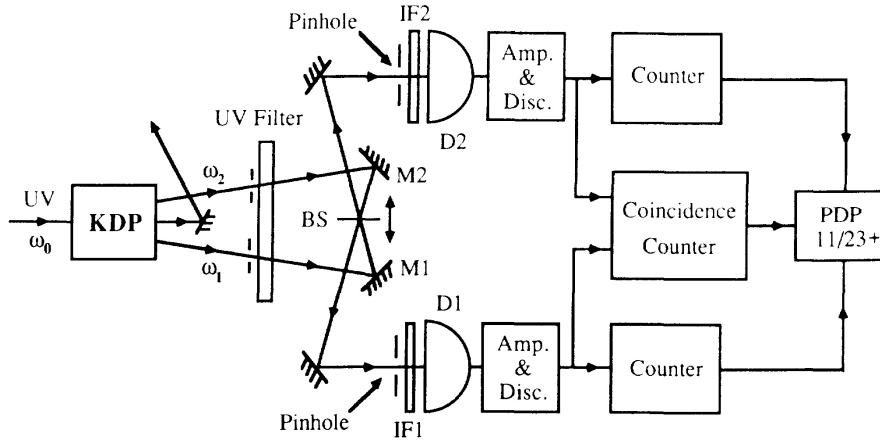 Pinhole
IF2
Amp.
&
Disc.
Counter
UV Filter
D2
ω2
M2
UV
KDP
BS
Coincidence
Counter
PDP
11/23+
ω0
ω1
M1
D1
Amp.
&
Disc.
Counter
Pinhole
IF1